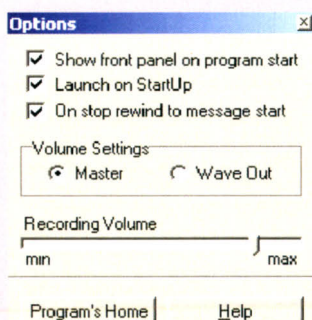 Options
Show front panel on program start
Launch on StartUp
On stop rewind to message start
Volume Settings
Master Wave Out
Recording Volume
min max
Program's Home Help